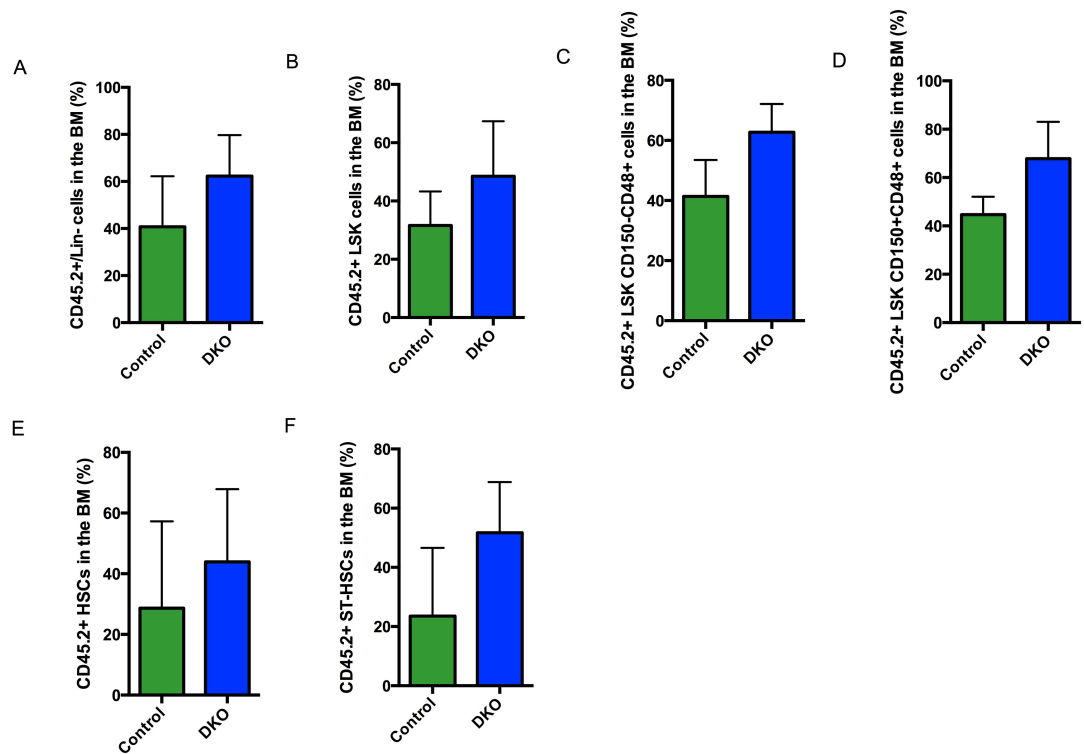 A
CD45.2+/Lin- cells in the BM (%)
100
80
60
40
20
0
Control
DKO
B
CD45.2+ LSK cells in the BM (%)
80
60
40
20
0
Control
DKO
C
CD45.2+ LSK CD150-CD48+ cells in the BM (%)
80
60
40
20
0
Control
DKO
D
CD45.2+ LSK CD150+CD48+ cells in the BM (%)
100
80
60
40
20
0
Control
DKO
E
CD45.2+ HSCs in the BM (%)
80
60
40
20
0
Control
DKO
F
CD45.2+ ST-HSCs in the BM (%)
80
60
40
20
0
Control
DKO